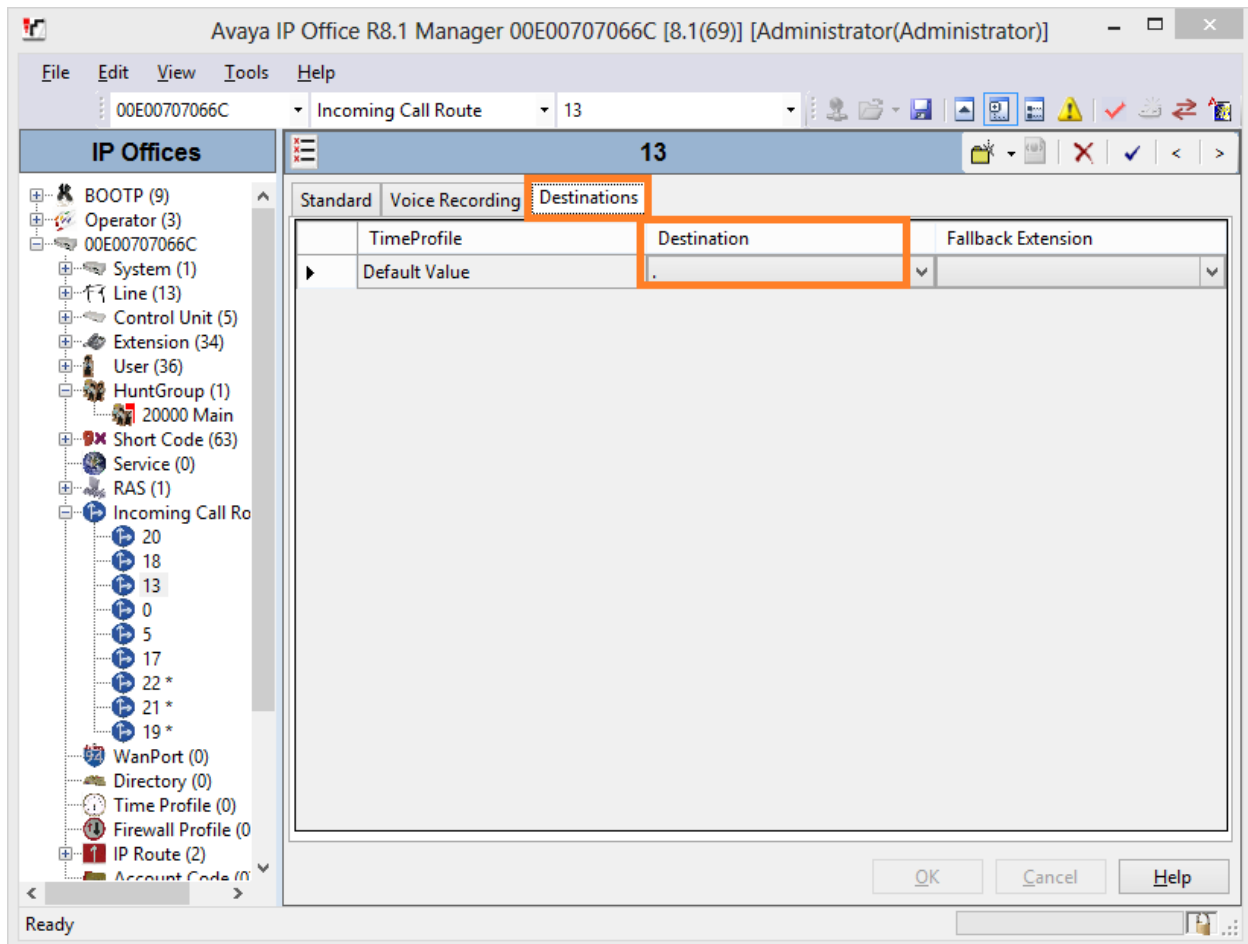 Avaya IP Office R8.1 Manager 00E00707066C [8.1(69)] [Administrator(Administrator)]
File Edit View Tools Help
00E00707066C Incoming Call Route 13
IP Offices
13
BOOTP (9)
Operator (3)
00E00707066C
System (1)
Line (13)
Control Unit (5)
Extension (34)
User (36)
HuntGroup (1)
20000 Main
Short Code (63)
Service (0)
RAS (1)
Incoming Call Ro
20
18
13
0
5
17
22 *
21 *
19 *
WanPort (0)
Directory (0)
Time Profile (0)
Firewall Profile (0
IP Route (2)
Account Code (0
Standard Voice Recording Destinations
TimeProfile Destination Fallback Extension
Default Value .
OK Cancel Help
Ready